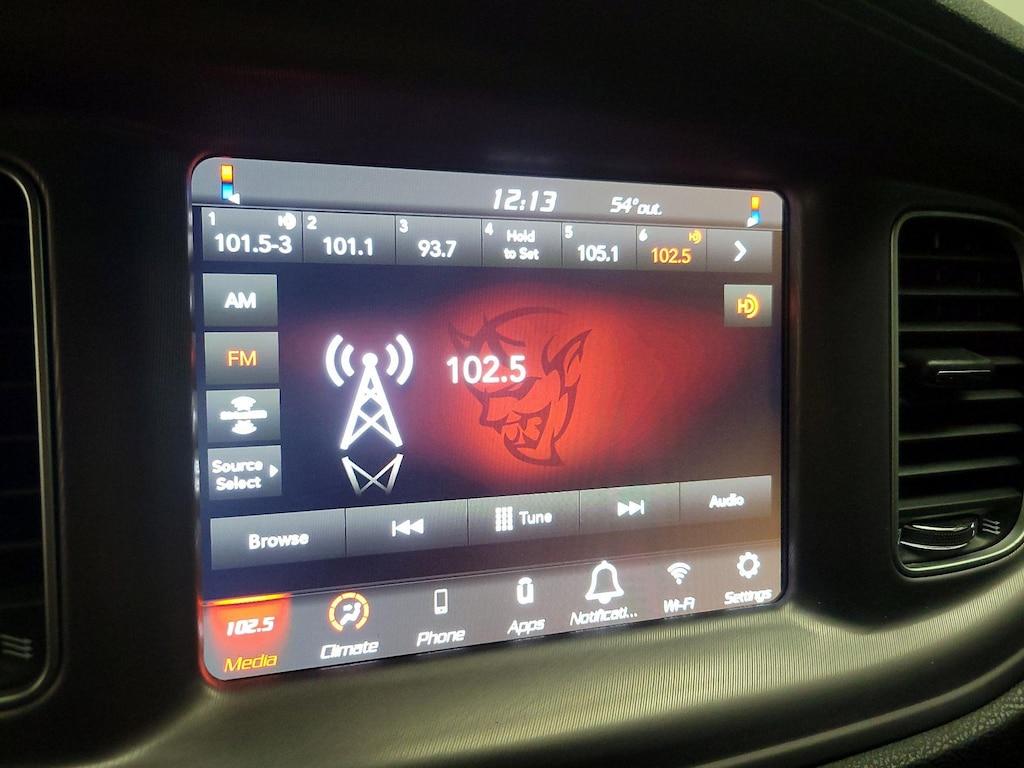 12:13 54°out.
1 101.5-3 HD 2 101.1 3 93.7 4 Hold to Set 5 105.1 6 102.5 HD
AM
HD
FM
102.5
Source
Select
Browse Tune Audio
102.5
Media Climate Phone Apps Notificati... Wi-Fi Settings